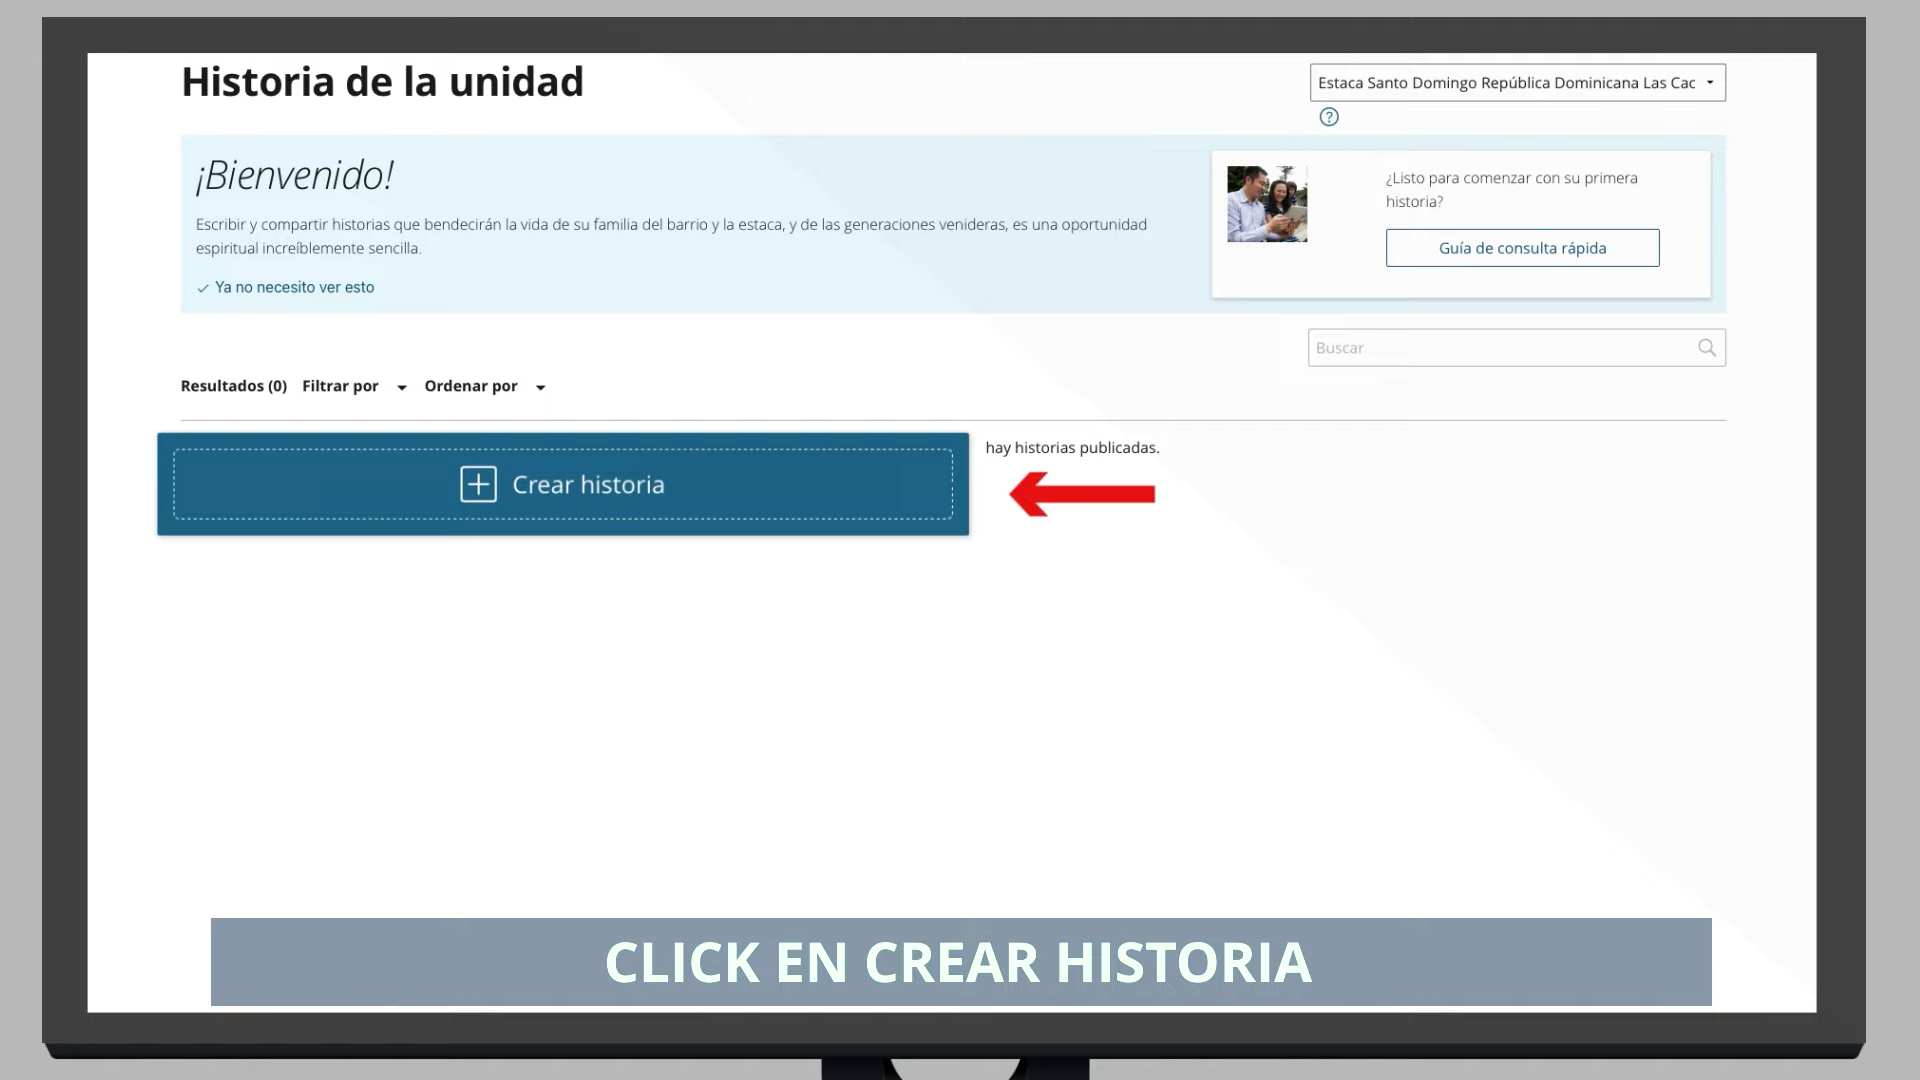 Historia de la unidad
Estaca Santo Domingo República Dominicana Las Cac
?
¡Bienvenido!
Escribir y compartir historias que bendecirán la vida de su familia del barrio y la estaca, y de las generaciones venideras, es una oportunidad
espiritual increíblemente sencilla.
Ya no necesito ver esto
¿Listo para comenzar con su primera
historia?
Guía de consulta rápida
Buscar
Resultados (0) Filtrar por Ordenar por
Crear historia
hay historias publicadas.
CLICK EN CREAR HISTORIA